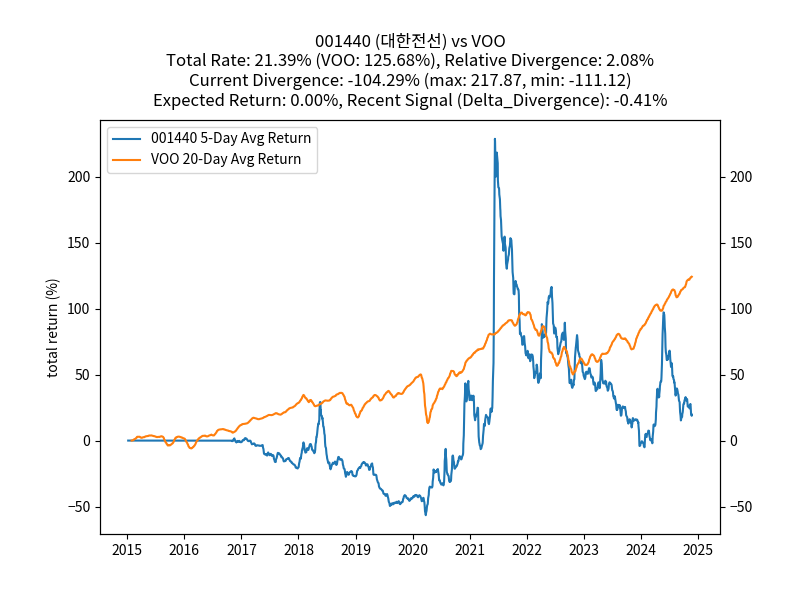 001440 (대한전선) vs VOO
Total Rate: 21.39% (VOO: 125.68%), Relative Divergence: 2.08%
Current Divergence: -104.29% (max: 217.87, min: -111.12)
Expected Return: 0.00%, Recent Signal (Delta_Divergence): -0.41%
001440 5-Day Avg Return
VOO 20-Day Avg Return
total return (%)
200 200
150 150
100 100
50 50
0 0
−50 −50
2015 2016 2017 2018 2019 2020 2021 2022 2023 2024 2025